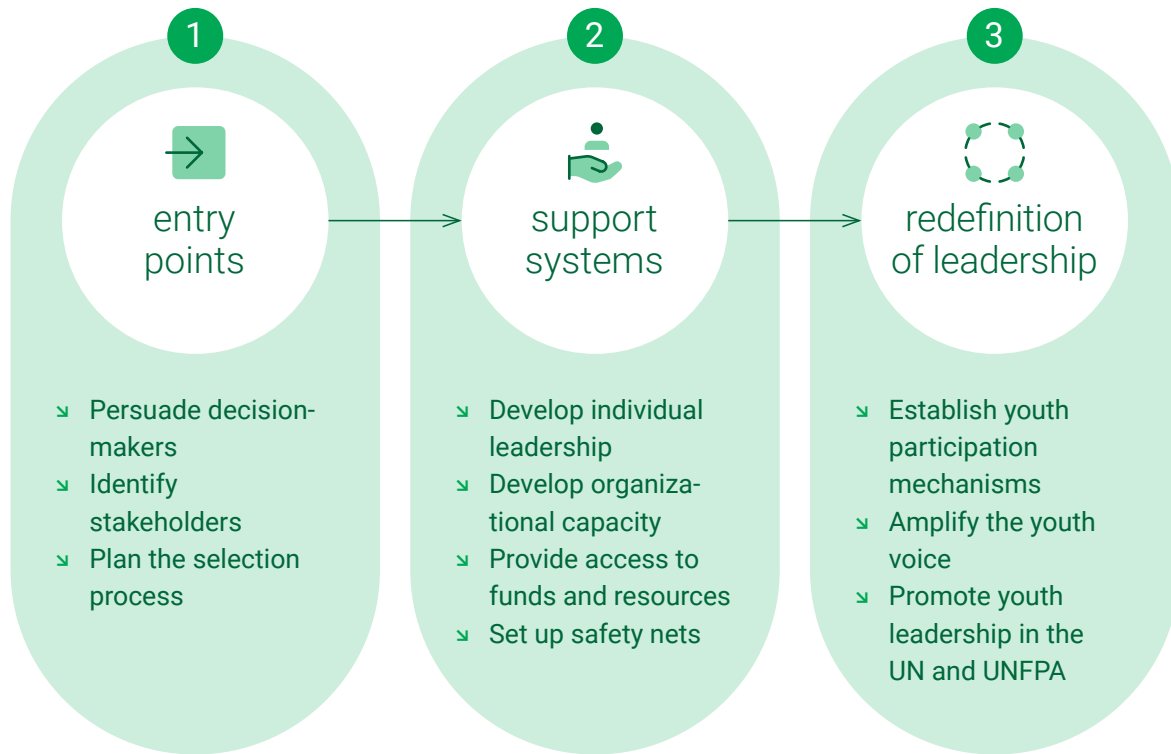 1
entry
points
Persuade decision-
makers
Identify
stakeholders
Plan the selection
process
2
support
systems
Develop individual
leadership
Develop organiza-
tional capacity
Provide access to
funds and resources
Set up safety nets
3
redefinition
of leadership
Establish youth
participation
mechanisms
Amplify the youth
voice
Promote youth
leadership in the
UN and UNFPA